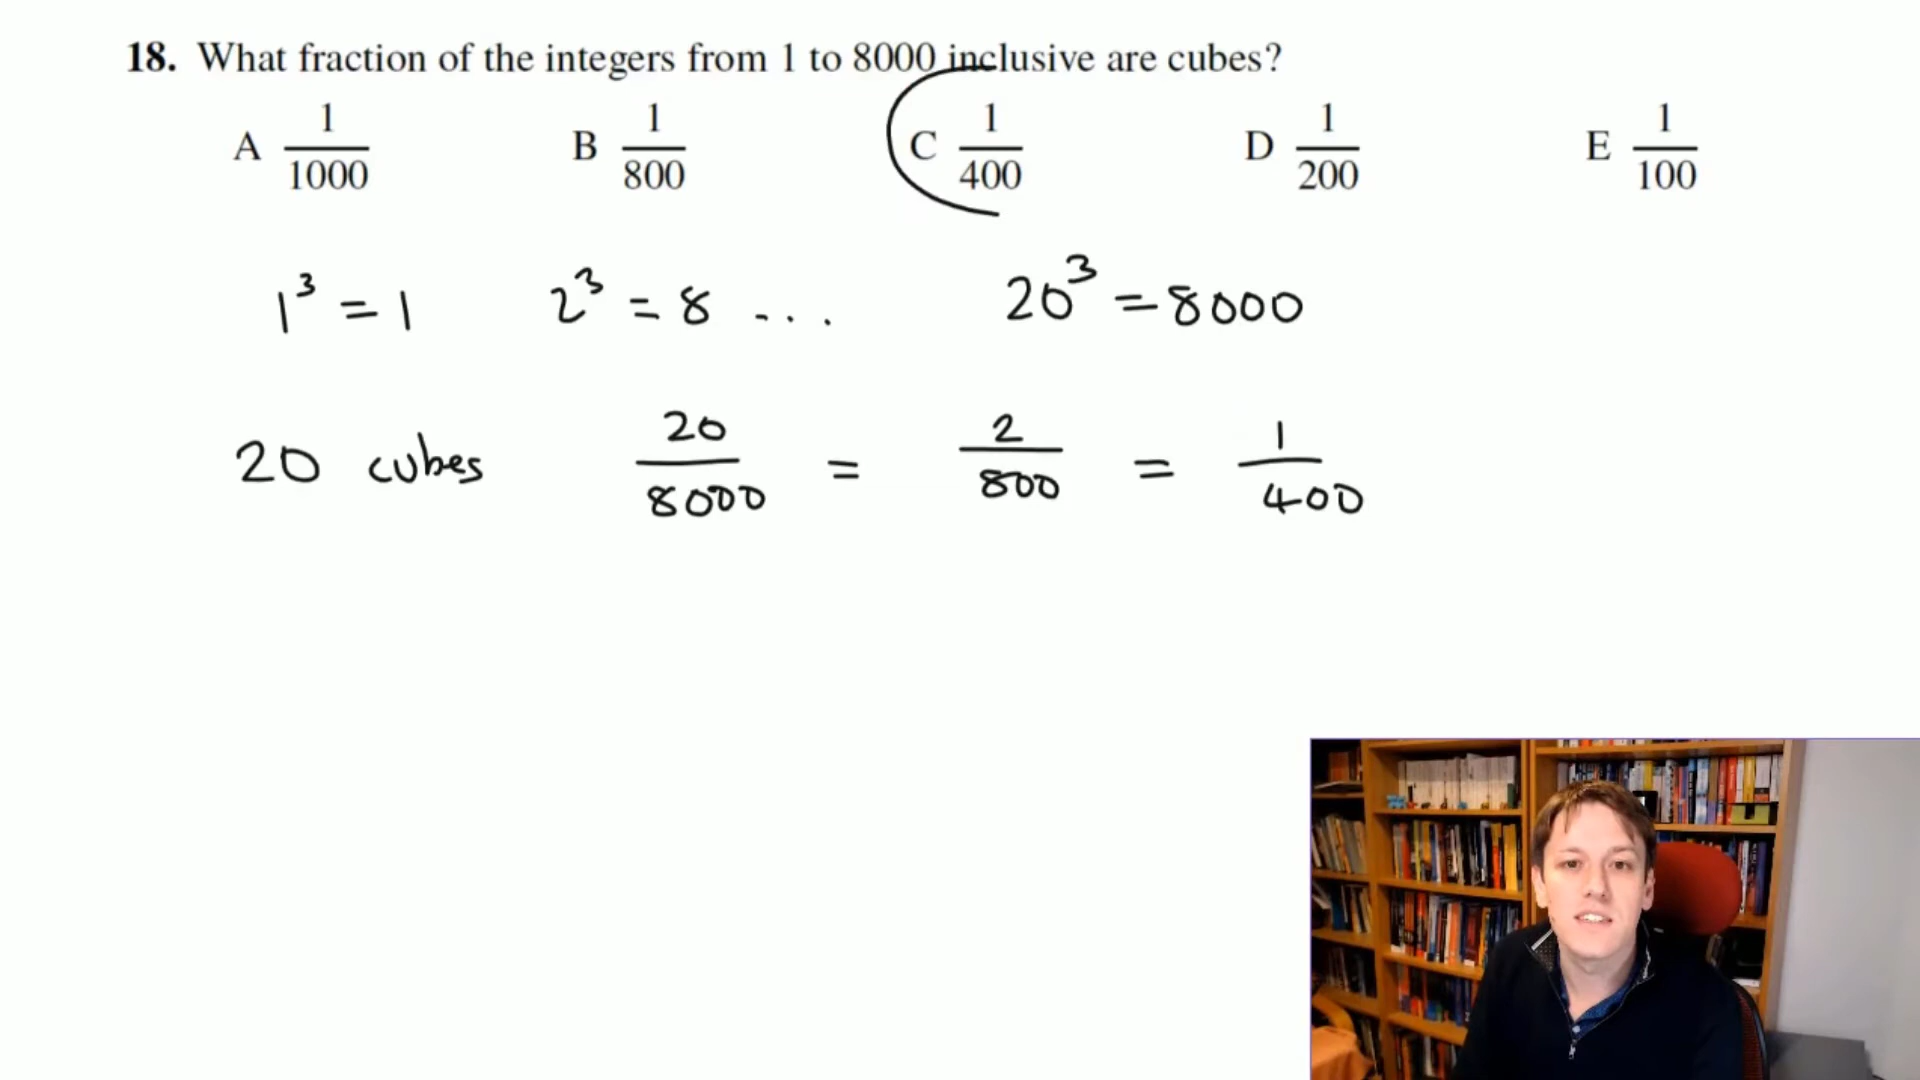 18. What fraction of the integers from 1 to 8000 inclusive are cubes?
A 1/1000 B 1/800 C 1/400 D 1/200 E 1/100
1³ = 1 2³ = 8 ... 20³ = 8000
20 cubes 20/8000 = 2/800 = 1/400